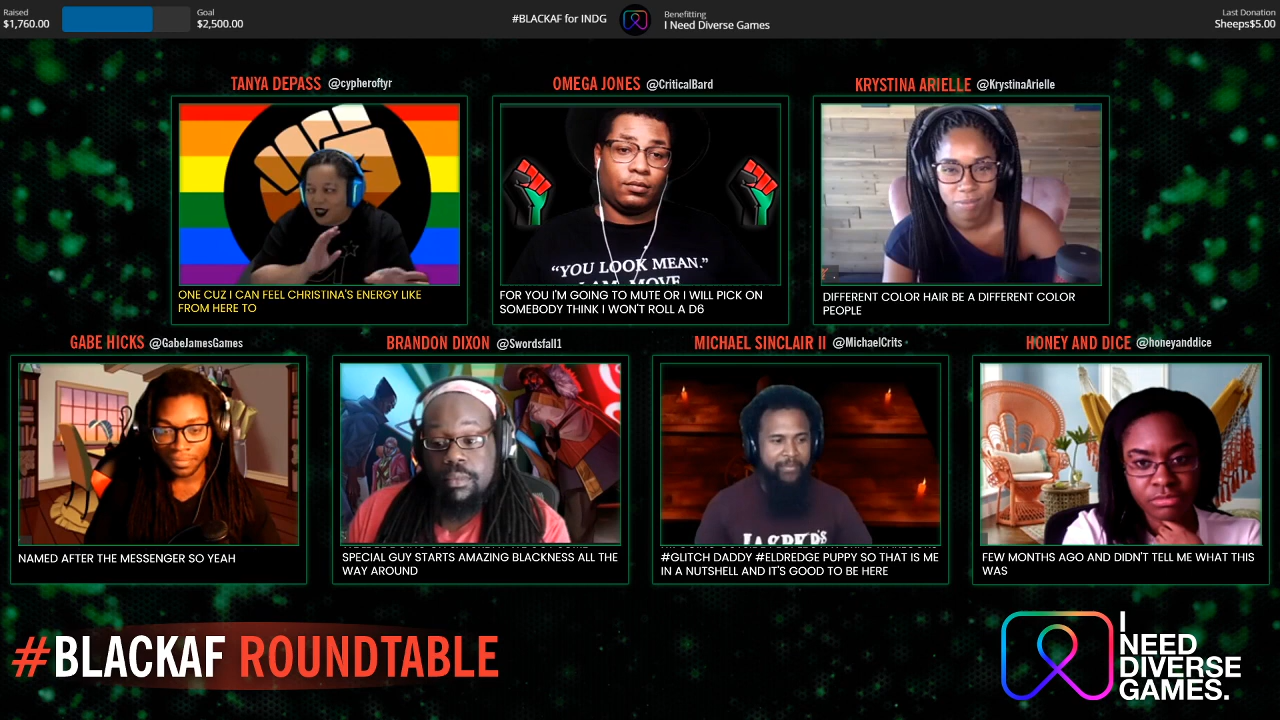 Raised
$1,760.00
Goal
$2,500.00
#BLACKAF for INDG
Benefitting
I Need Diverse Games
Last Donation
Sheeps$5.00
TANYA DEPASS @cypheroftyr
OMEGA JONES @CriticalBard
KRYSTINA ARIELLE @KrystinaArielle
"YOU LOOK MEAN."
I AM. MOVE.
ONE CUZ I CAN FEEL CHRISTINA'S ENERGY LIKE
FROM HERE TO
FOR YOU I'M GOING TO MUTE OR I WILL PICK ON
SOMEBODY THINK I WON'T ROLL A D6
DIFFERENT COLOR HAIR BE A DIFFERENT COLOR
PEOPLE
GABE HICKS @GabeJamesGames
BRANDON DIXON @Swordsfall1
MICHAEL SINCLAIR II @MichaelCrits
HONEY AND DICE @honeyanddice
JASPER'S
NAMED AFTER THE MESSENGER SO YEAH
SPECIAL GUY STARTS AMAZING BLACKNESS ALL THE
WAY AROUND
#GLITCH DADDY #ELDREDGE PUPPY SO THAT IS ME
IN A NUTSHELL AND IT'S GOOD TO BE HERE
FEW MONTHS AGO AND DIDN'T TELL ME WHAT THIS
WAS
#BLACKAF ROUNDTABLE
I
NEED
DIVERSE
GAMES.